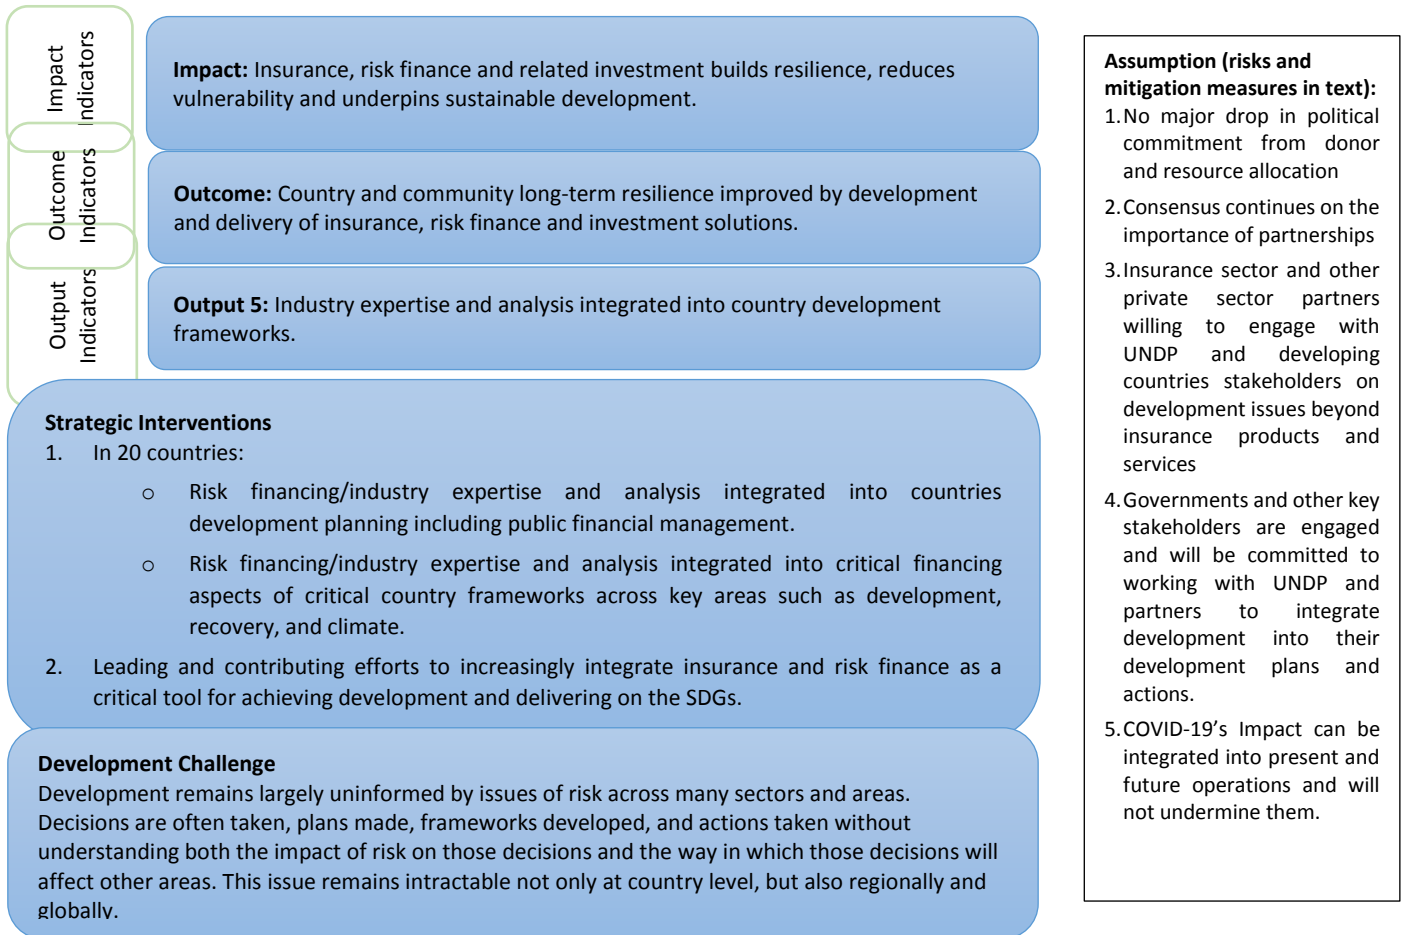 Impact
Indicators
Impact: Insurance, risk finance and related investment builds resilience, reduces
vulnerability and underpins sustainable development.
Outcome
Indicators
Outcome: Country and community long-term resilience improved by development
and delivery of insurance, risk finance and investment solutions.
Output
Indicators
Output 5: Industry expertise and analysis integrated into country development
frameworks.
Strategic Interventions
1. In 20 countries:
o Risk financing/industry expertise and analysis integrated into countries
development planning including public financial management.
o Risk financing/industry expertise and analysis integrated into critical financing
aspects of critical country frameworks across key areas such as development,
recovery, and climate.
2. Leading and contributing efforts to increasingly integrate insurance and risk finance as a
critical tool for achieving development and delivering on the SDGs.
Development Challenge
Development remains largely uninformed by issues of risk across many sectors and areas.
Decisions are often taken, plans made, frameworks developed, and actions taken without
understanding both the impact of risk on those decisions and the way in which those decisions will
affect other areas. This issue remains intractable not only at country level, but also regionally and
globally.
Assumption (risks and
mitigation measures in text):
1.No major drop in political
commitment from donor
and resource allocation
2.Consensus continues on the
importance of partnerships
3.Insurance sector and other
private sector partners
willing to engage with
UNDP and developing
countries stakeholders on
development issues beyond
insurance products and
services
4.Governments and other key
stakeholders are engaged
and will be committed to
working with UNDP and
partners to integrate
development into their
development plans and
actions.
5.COVID-19’s Impact can be
integrated into present and
future operations and will
not undermine them.